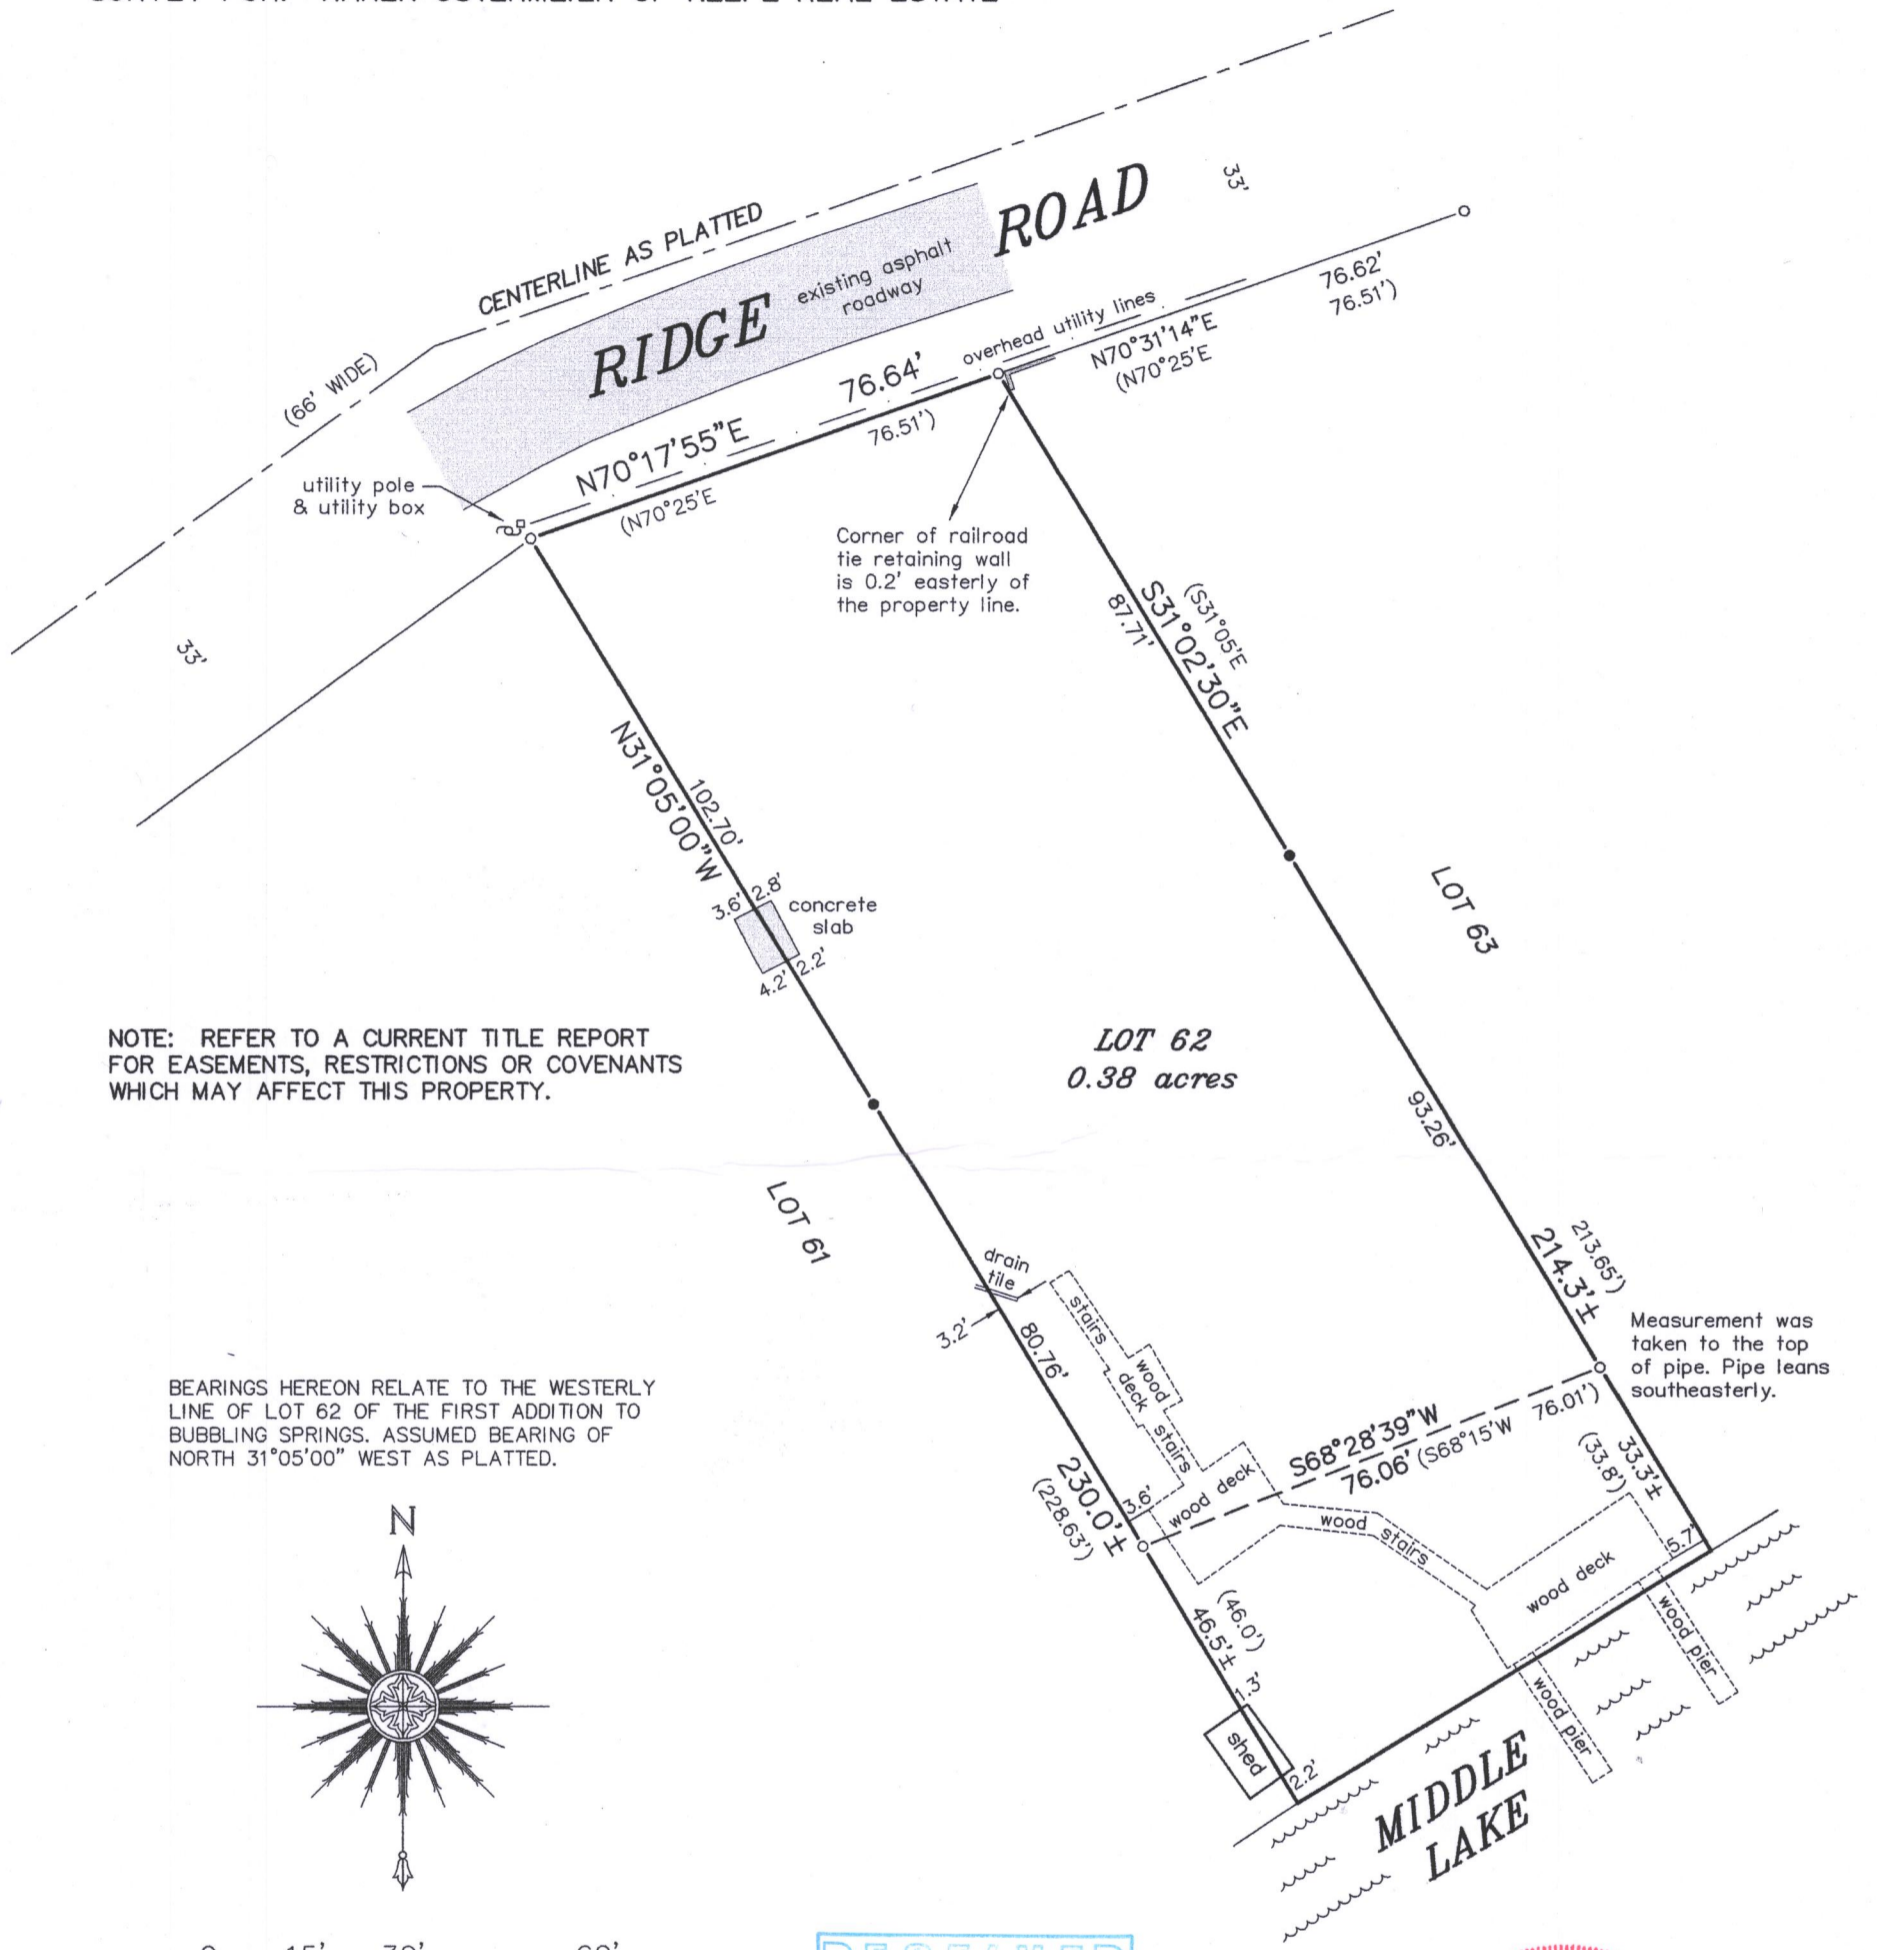 CENTERLINE AS PLATTED
(66' WIDE)
RIDGE ROAD
existing asphalt
roadway
33'
33'
overhead utility lines
76.62'
76.51')
N70°31'14"E
(N70°25'E
76.64'
76.51')
N70°17'55"E
(N70°25'E
utility pole
& utility box
Corner of railroad
tie retaining wall
is 0.2' easterly of
the property line.
(S31°05'E
S31°02'30"E
87.71'
N31°05'00"W
102.70'
3.6'
2.8'
concrete
slab
4.2'
2.2'
LOT 63
NOTE: REFER TO A CURRENT TITLE REPORT
FOR EASEMENTS, RESTRICTIONS OR COVENANTS
WHICH MAY AFFECT THIS PROPERTY.
LOT 62
0.38 acres
93.26'
LOT 61
drain
tile
3.2'
80.76'
stairs
wood
deck
stairs
213.65')
214.3'±
Measurement was
taken to the top
of pipe. Pipe leans
southeasterly.
BEARINGS HEREON RELATE TO THE WESTERLY
LINE OF LOT 62 OF THE FIRST ADDITION TO
BUBBLING SPRINGS. ASSUMED BEARING OF
NORTH 31°05'00" WEST AS PLATTED.
S68°28'39"W
76.06'
(S68°15'W
76.01')
230.0'±
(228.63')
3.6'
wood deck
wood stairs
33.3'±
(33.8')
5.7'
wood deck
wood pier
wood pier
(46.0')
46.5'±
1.3'
shed
2.2'
N
MIDDLE
LAKE